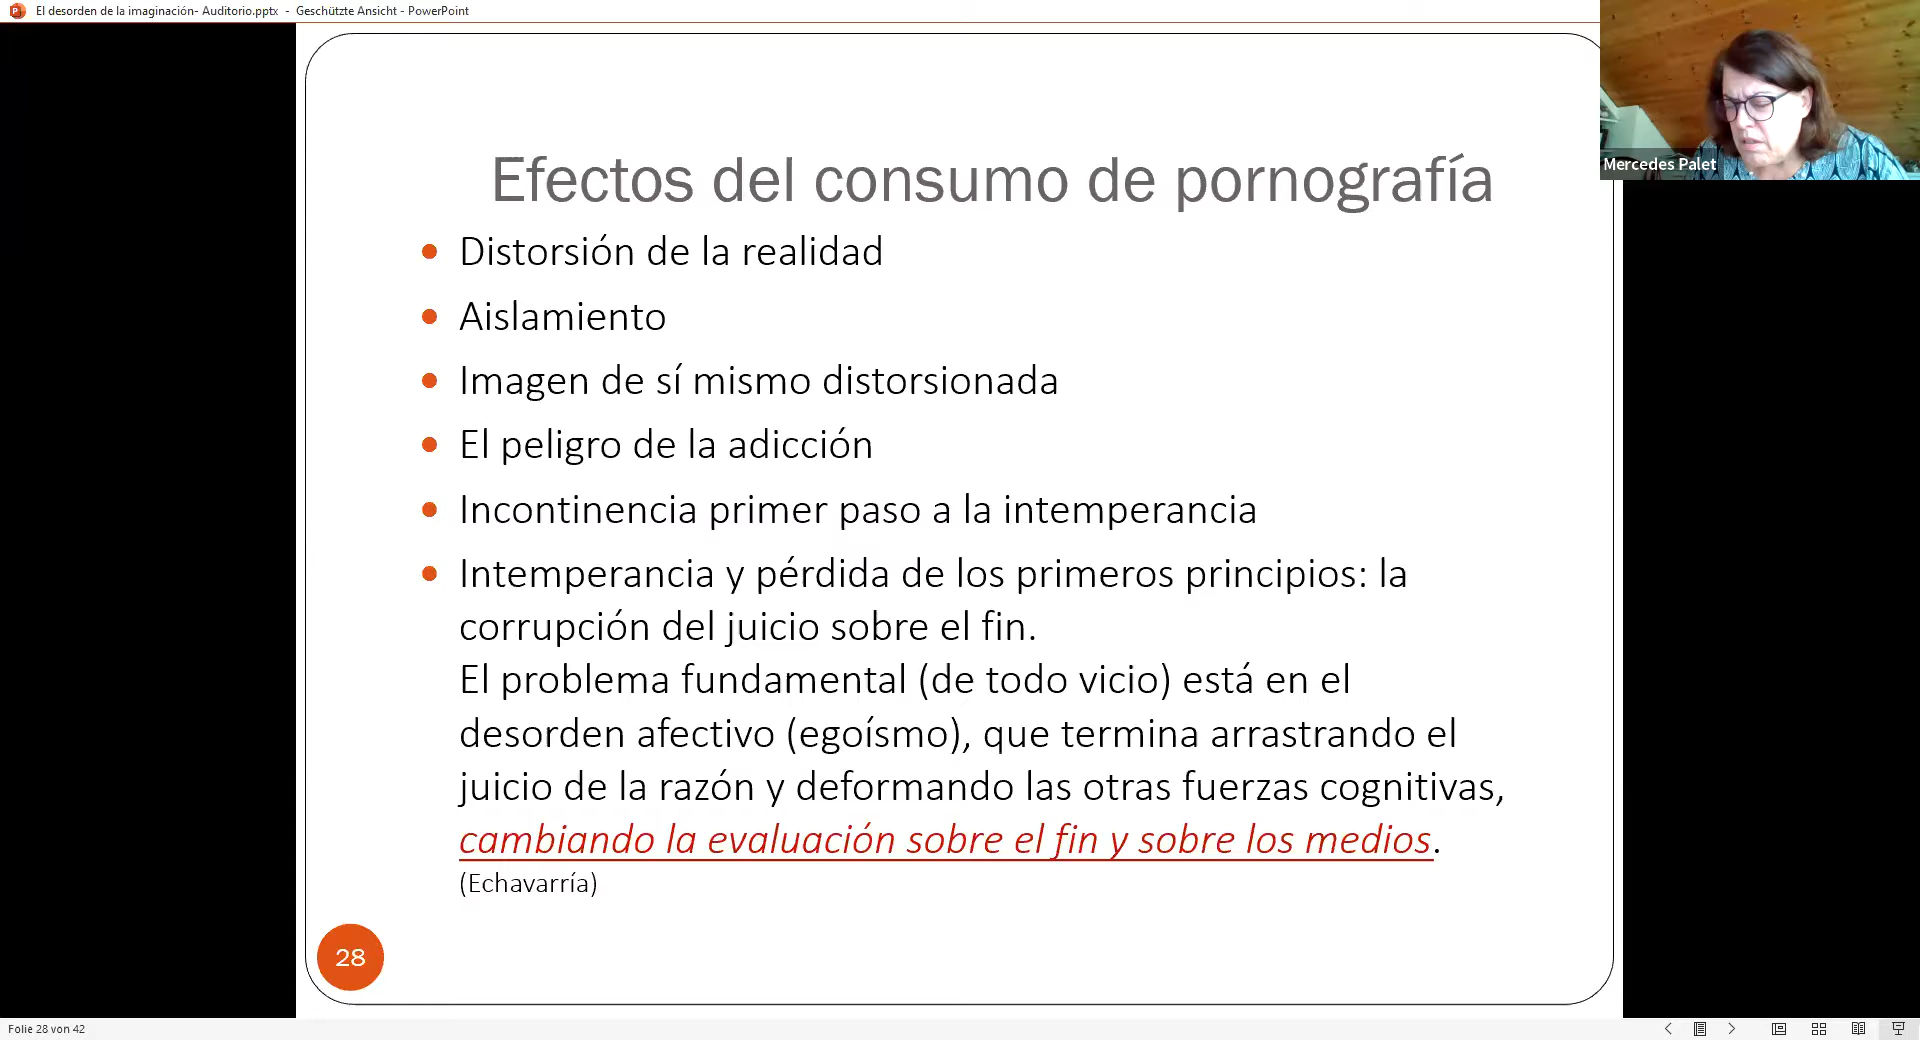 El desorden de la imaginación- Auditorio.pptx - Geschützte Ansicht - PowerPoint
Mercedes Palet
Efectos del consumo de pornografía
Distorsión de la realidad
Aislamiento
Imagen de sí mismo distorsionada
El peligro de la adicción
Incontinencia primer paso a la intemperancia
Intemperancia y pérdida de los primeros principios: la
corrupción del juicio sobre el fin.
El problema fundamental (de todo vicio) está en el
desorden afectivo (egoísmo), que termina arrastrando el
juicio de la razón y deformando las otras fuerzas cognitivas,
cambiando la evaluación sobre el fin y sobre los medios.
(Echavarría)
28
Folie 28 von 42